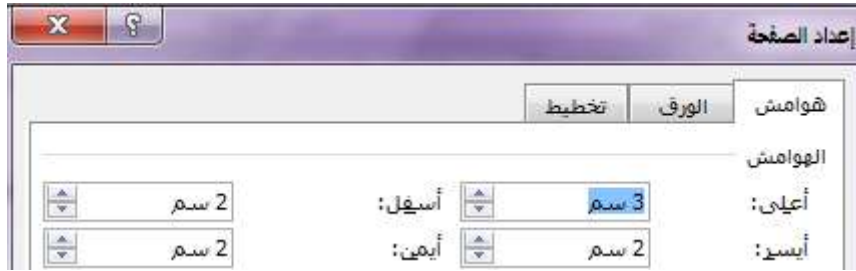 إعداد الصفحة
هوامش الورق تخطيط
الهوامش
أعلى: 3 سم أسفل: 2 سم
أيسر: 2 سم أيمن: 2 سم